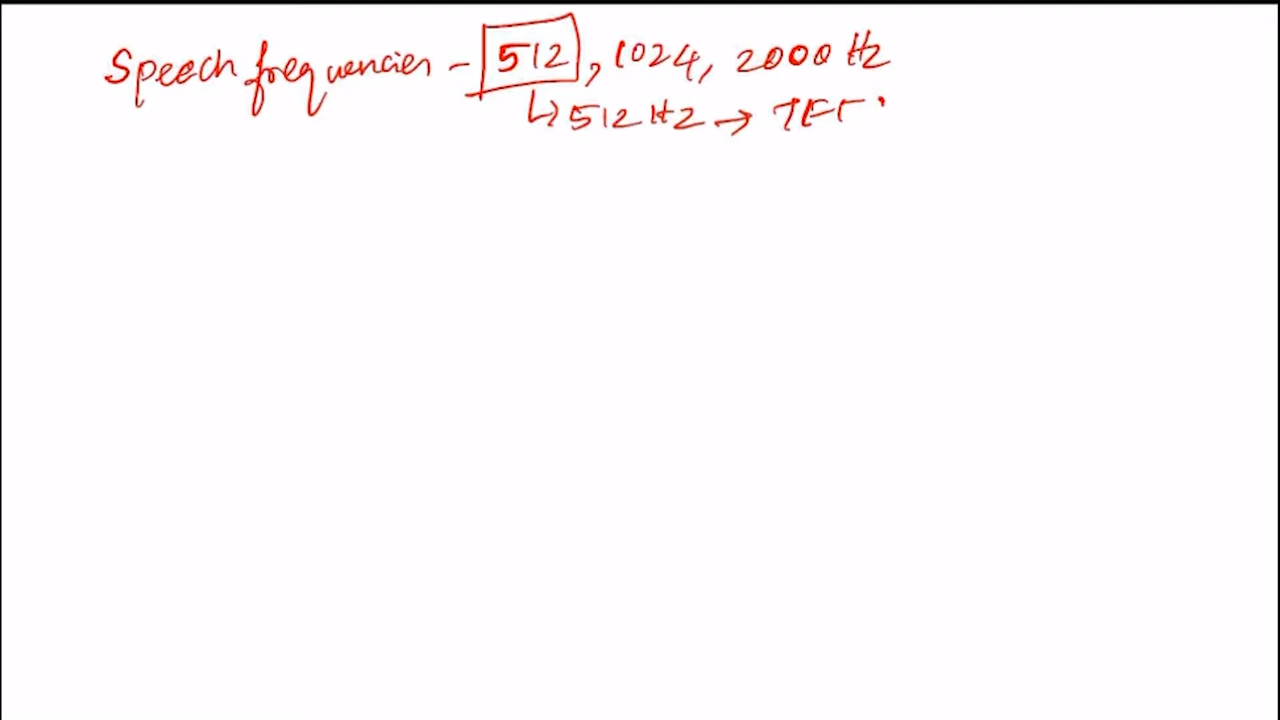 Speech frequencies - 512, 1024, 2000 Hz
↳ 512 Hz →